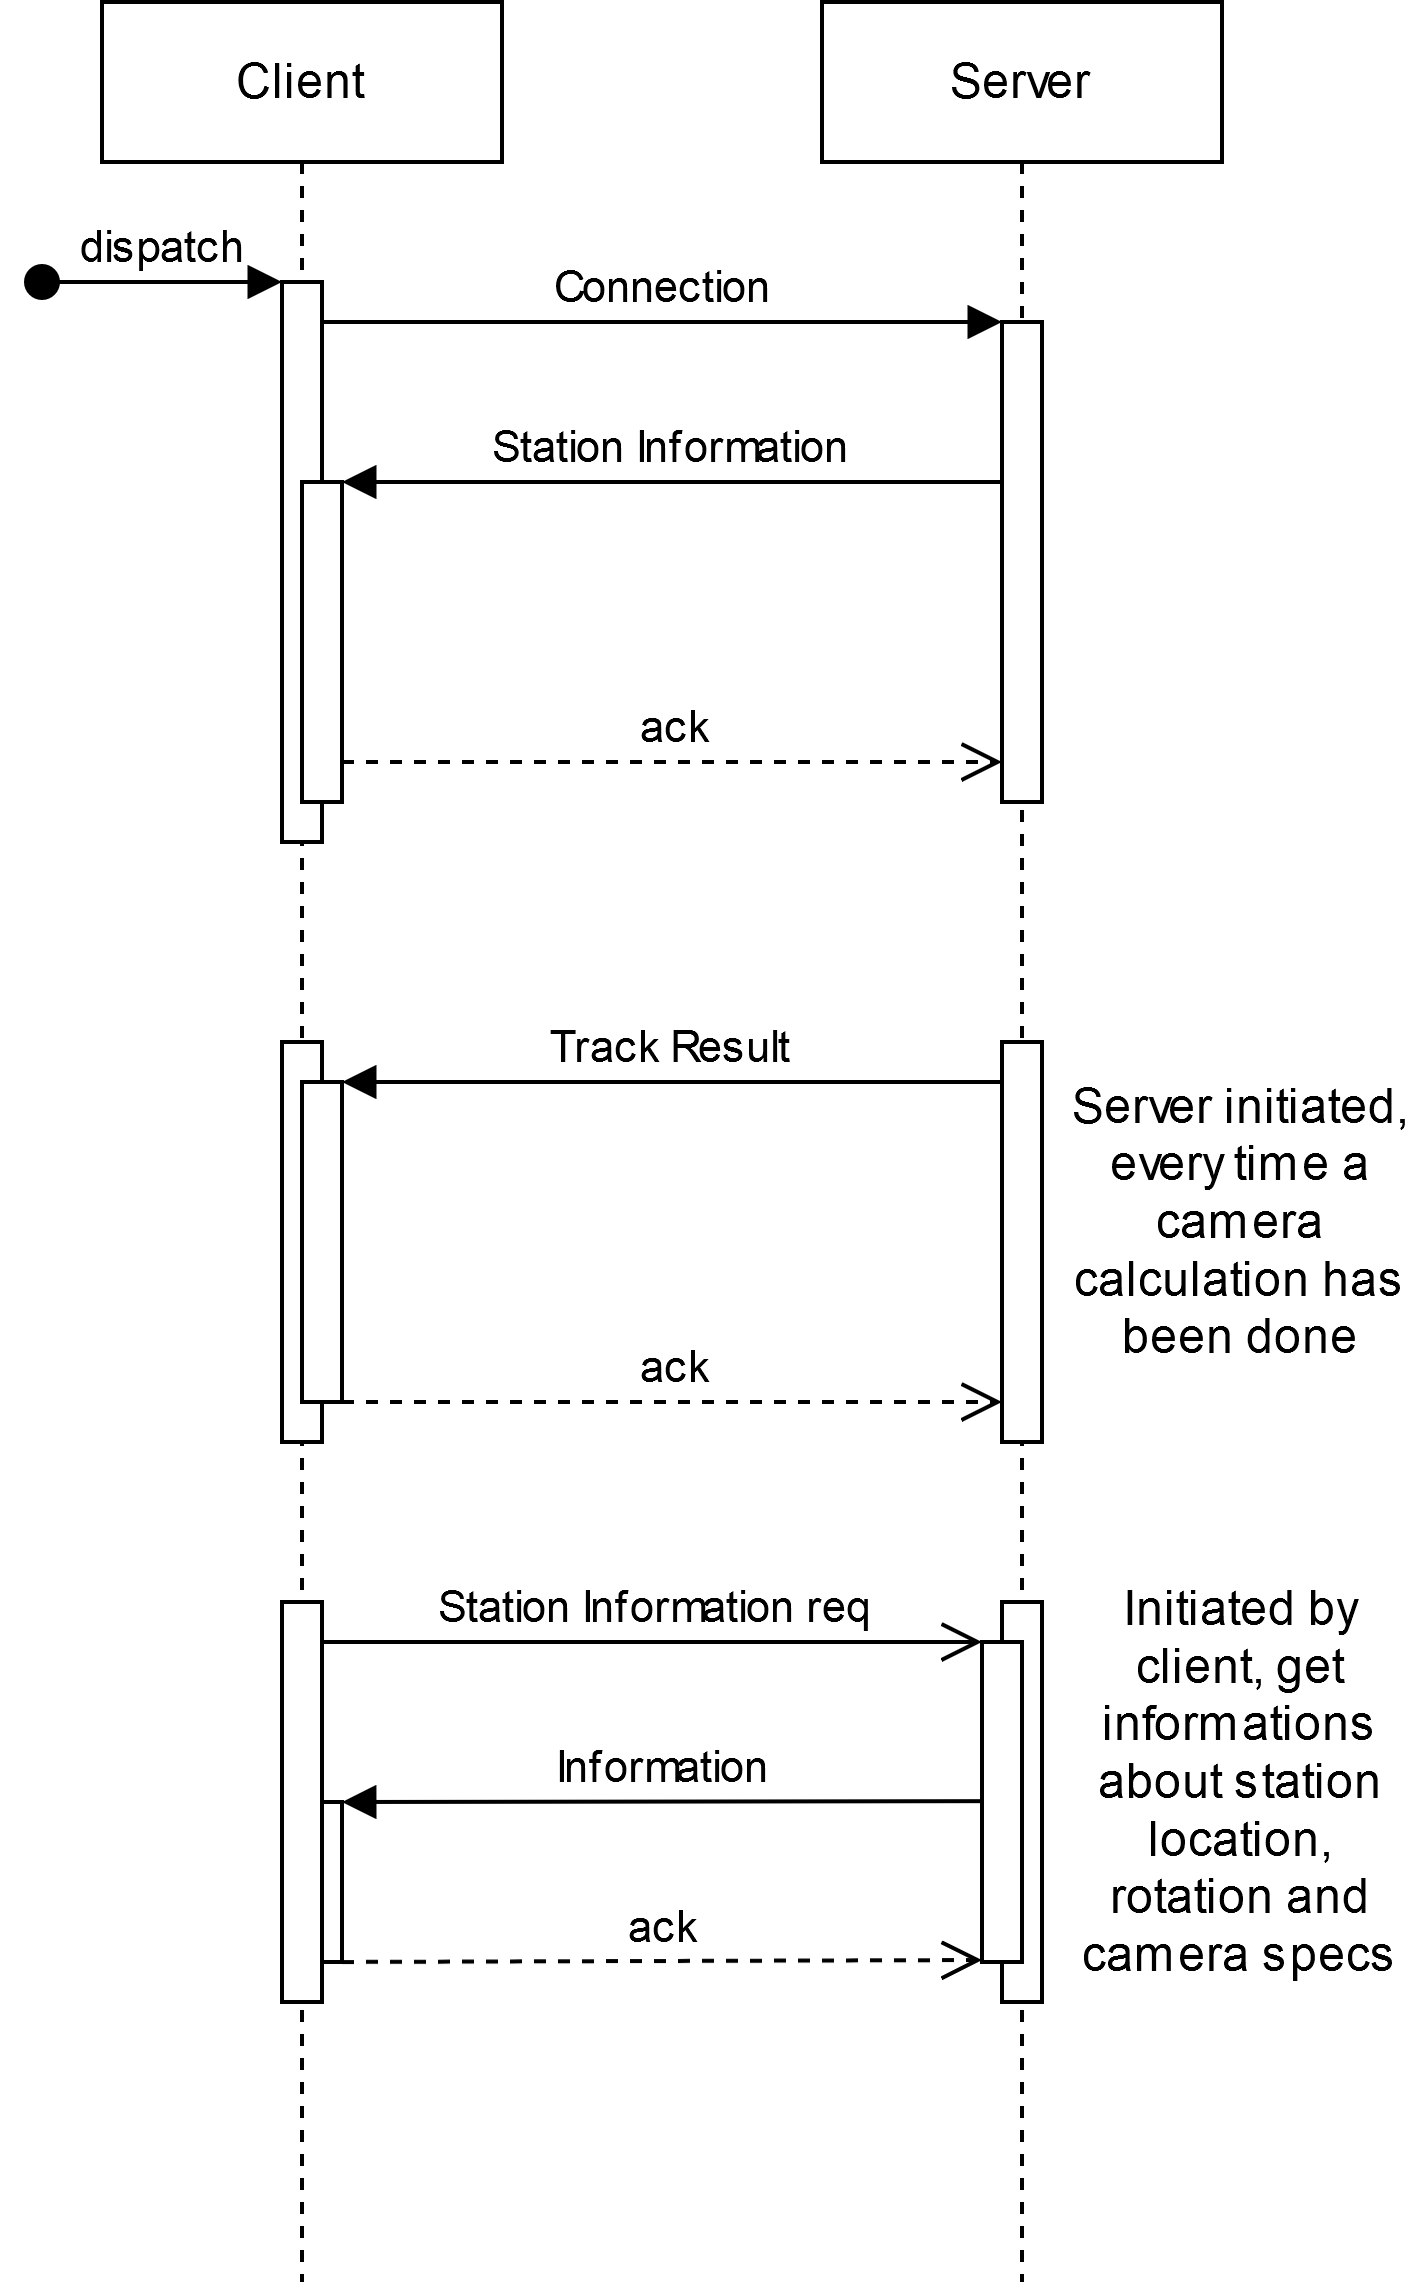 Client
Server
dispatch
Connection
Station Information
ack
Track Result
Server initiated,
every time a
camera
calculation has
been done
ack
Station Information req
Initiated by
client, get
informations
about station
location,
rotation and
camera specs
Information
ack